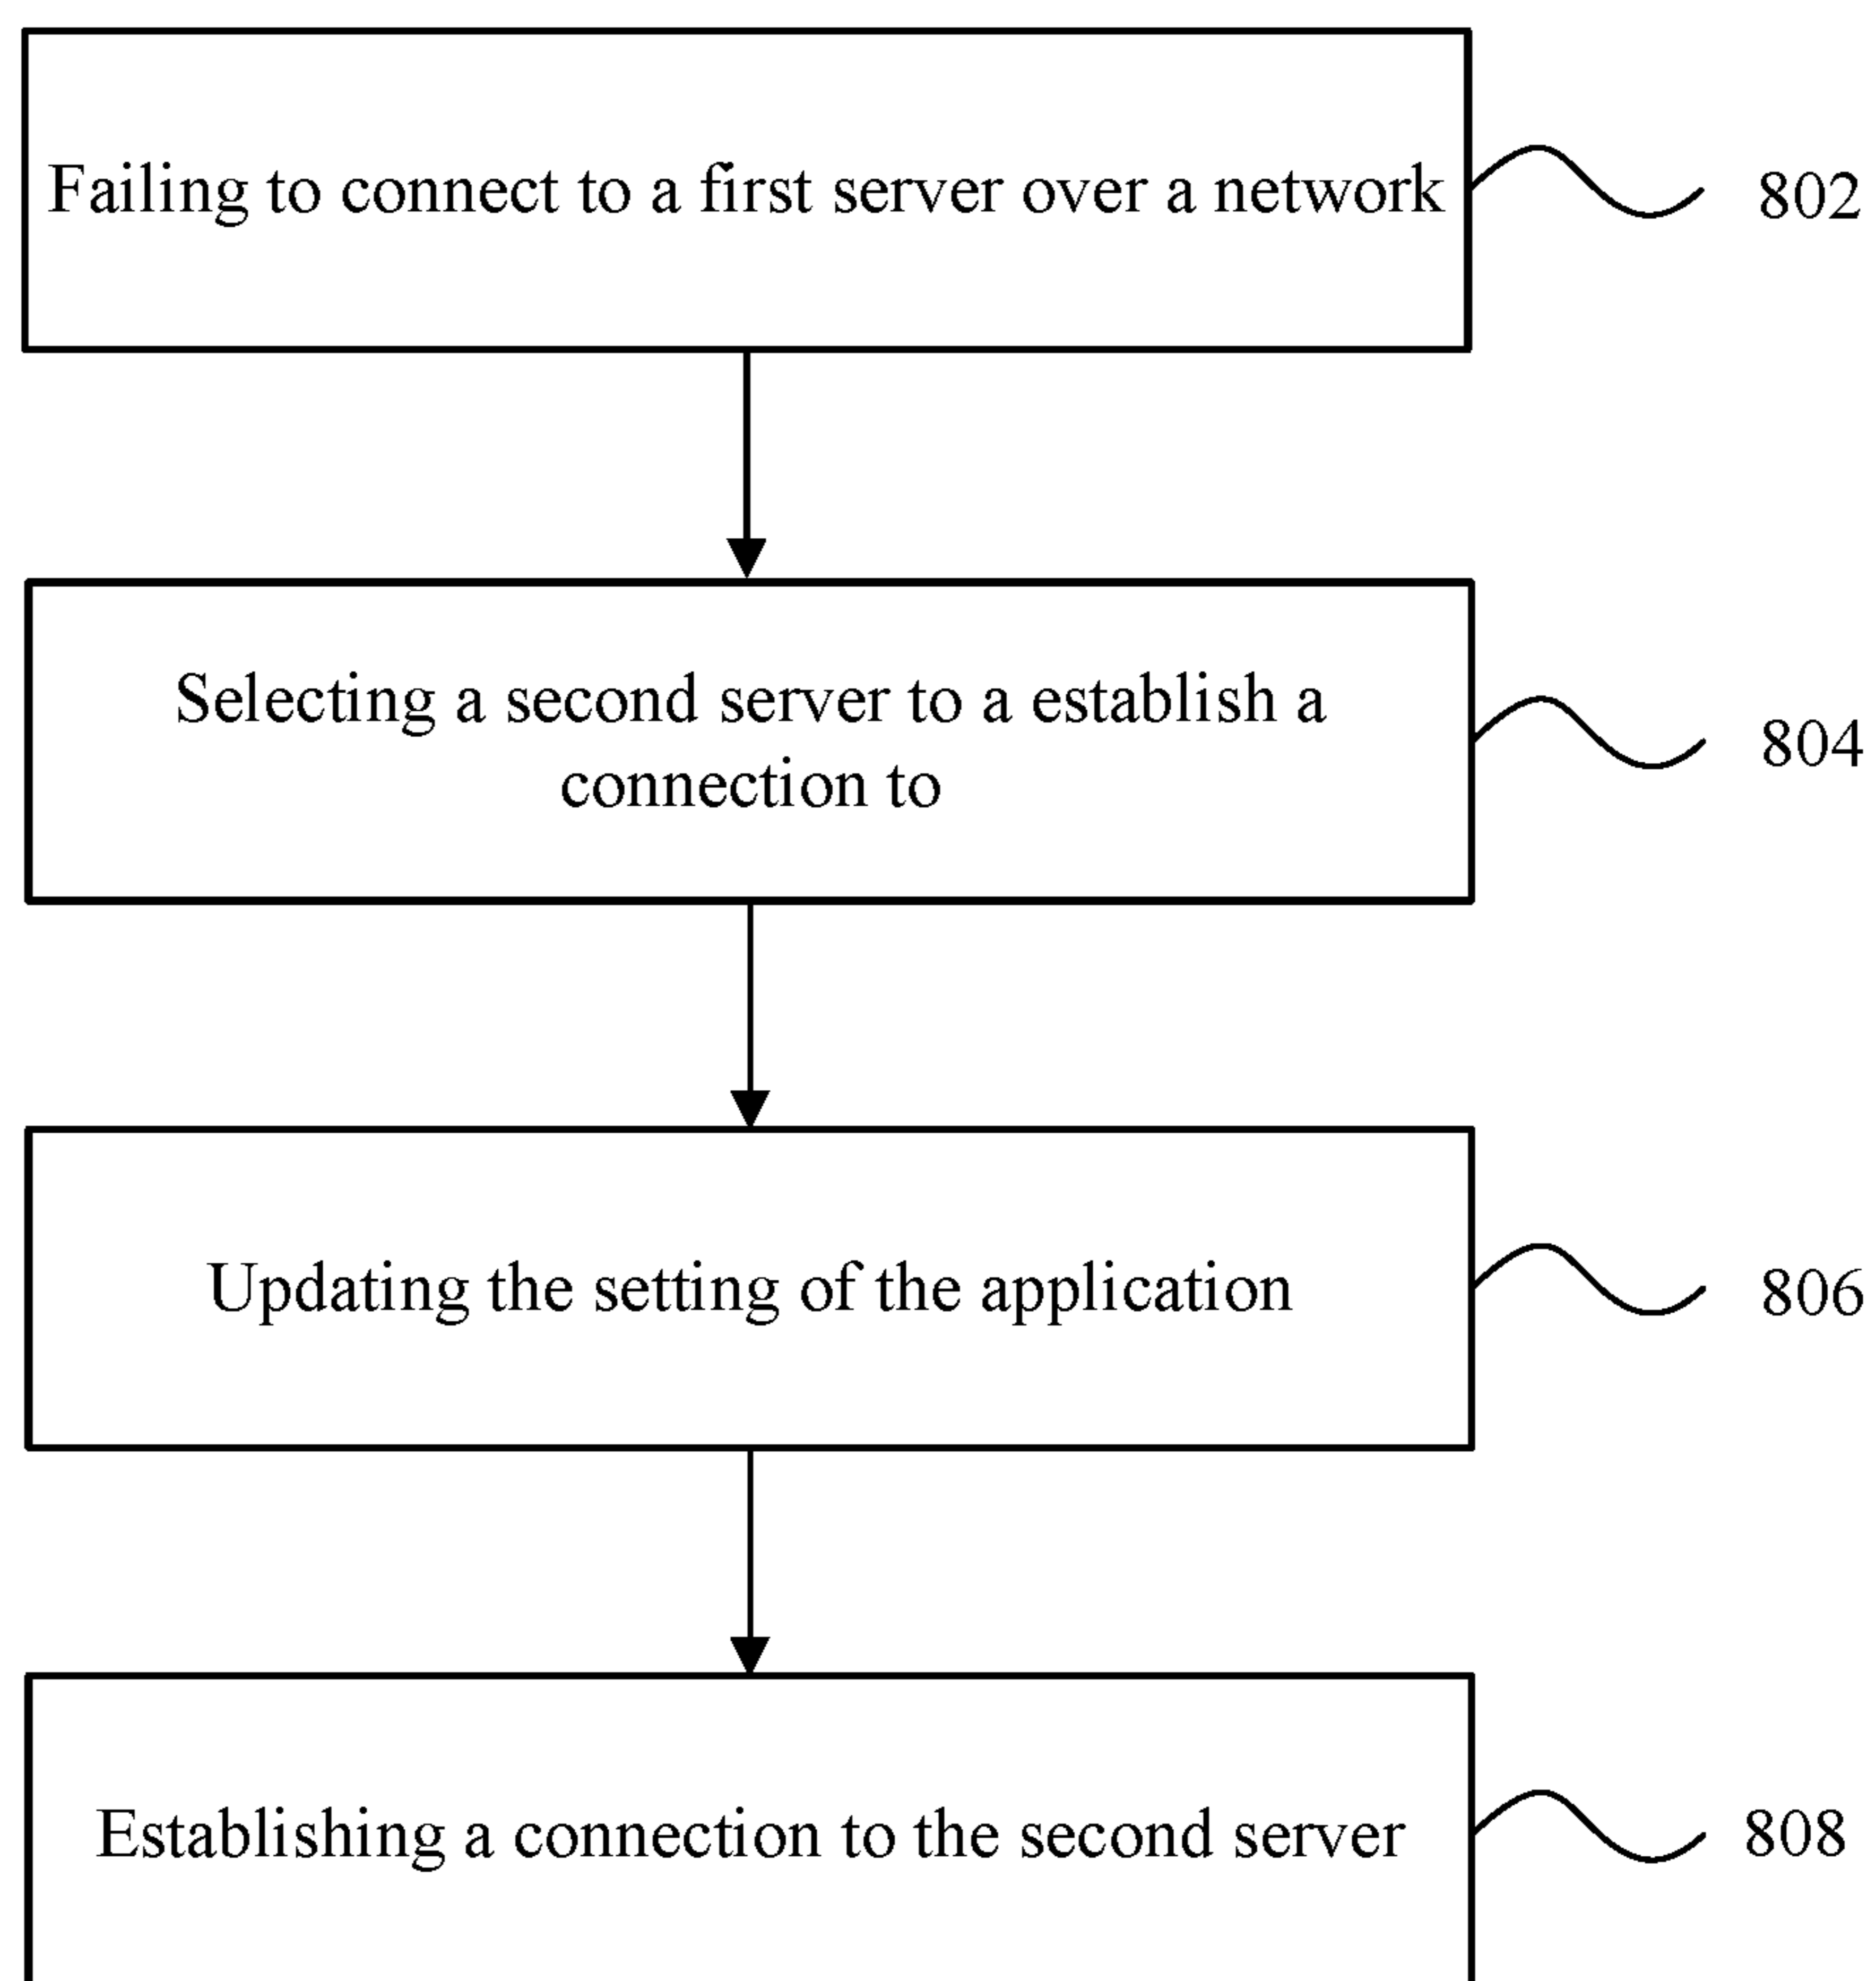 Failing to connect to a first server over a network
802
Selecting a second server to a establish a
connection to
804
Updating the setting of the application
806
Establishing a connection to the second server
808